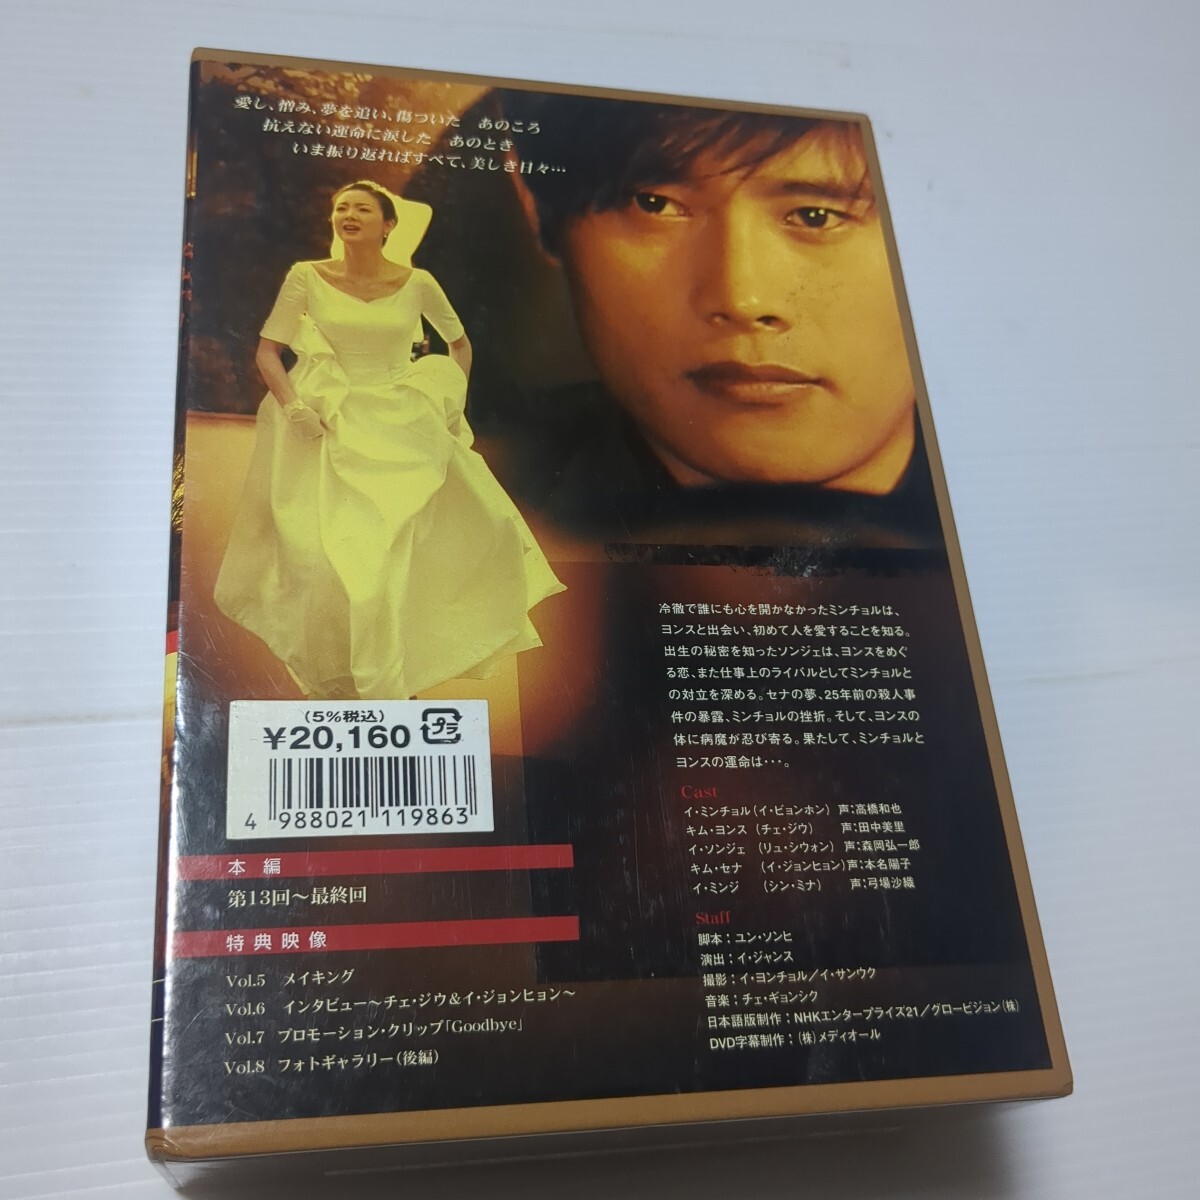 愛し、憎み、夢を追い、傷ついた　あのころ
抗えない運命に涙した　あのとき
いま振り返ればすべて、美しき日々…
冷徹で誰にも心を開かなかったミンチョルは、
ヨンスと出会い、初めて人を愛することを知る。
出生の秘密を知ったソンジェは、ヨンスをめぐ
る恋、また仕事上のライバルとしてミンチョルと
の対立を深める。セナの夢、25年前の殺人事
件の暴露、ミンチョルの挫折。そして、ヨンスの
体に病魔が忍び寄る。果たして、ミンチョルと
ヨンスの運命は・・・。
(5%税込)
¥20,160 プラ
4 988021 119863
本編
第13回～最終回
特典映像
Vol.5　メイキング
Vol.6　インタビュー～チェ・ジウ&イ・ジョンヒョン～
Vol.7　プロモーション・クリップ「Goodbye」
Vol.8　フォトギャラリー(後編)
Cast
イ・ミンチョル(イ・ビョンホン) 声:高橋和也
キム・ヨンス (チェ・ジウ) 声:田中美里
イ・ソンジェ (リュ・シウォン) 声:森岡弘一郎
キム・セナ (イ・ジョンヒョン) 声:本名陽子
イ・ミンジ (シン・ミナ) 声:弓場沙織
Staff
脚本:ユン・ソンヒ
演出:イ・ジャンス
撮影:イ・ヨンチョル/イ・サンウク
音楽:チェ・ギョンシク
日本語版制作:NHKエンタープライズ21/グロービジョン(株)
DVD字幕制作:(株)メディオール